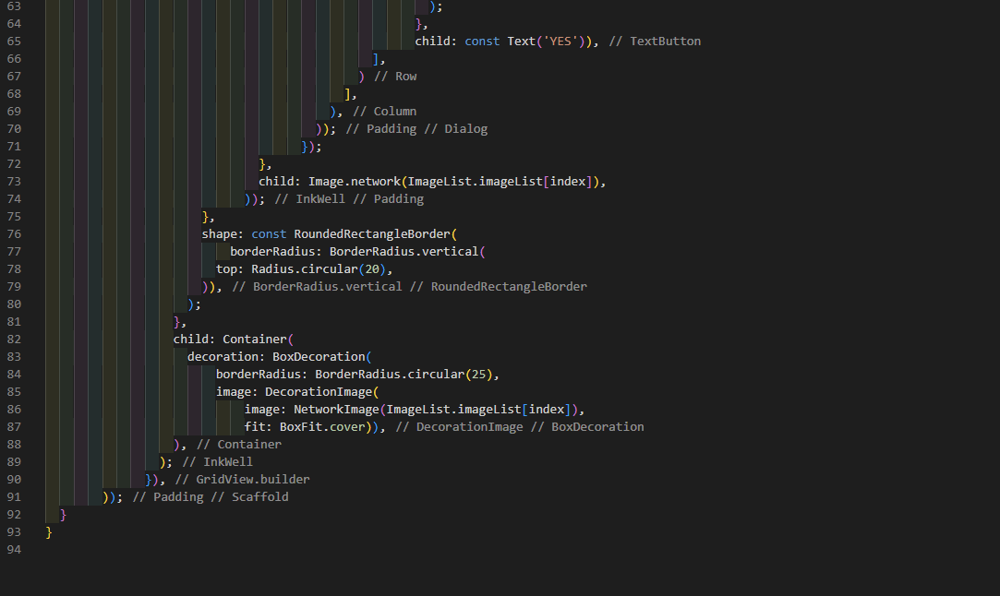 63 );
64 },
65 child: const Text('YES')), // TextButton
66 ],
67 ) // Row
68 ],
69 ), // Column
70 )); // Padding // Dialog
71 });
72 },
73 child: Image.network(ImageList.imageList[index]),
74 )); // InkWell // Padding
75 },
76 shape: const RoundedRectangleBorder(
77 borderRadius: BorderRadius.vertical(
78 top: Radius.circular(20),
79 )), // BorderRadius.vertical // RoundedRectangleBorder
80 );
81 },
82 child: Container(
83 decoration: BoxDecoration(
84 borderRadius: BorderRadius.circular(25),
85 image: DecorationImage(
86 image: NetworkImage(ImageList.imageList[index]),
87 fit: BoxFit.cover)), // DecorationImage // BoxDecoration
88 ), // Container
89 ); // InkWell
90 }), // GridView.builder
91 )); // Padding // Scaffold
92 }
93 }
94